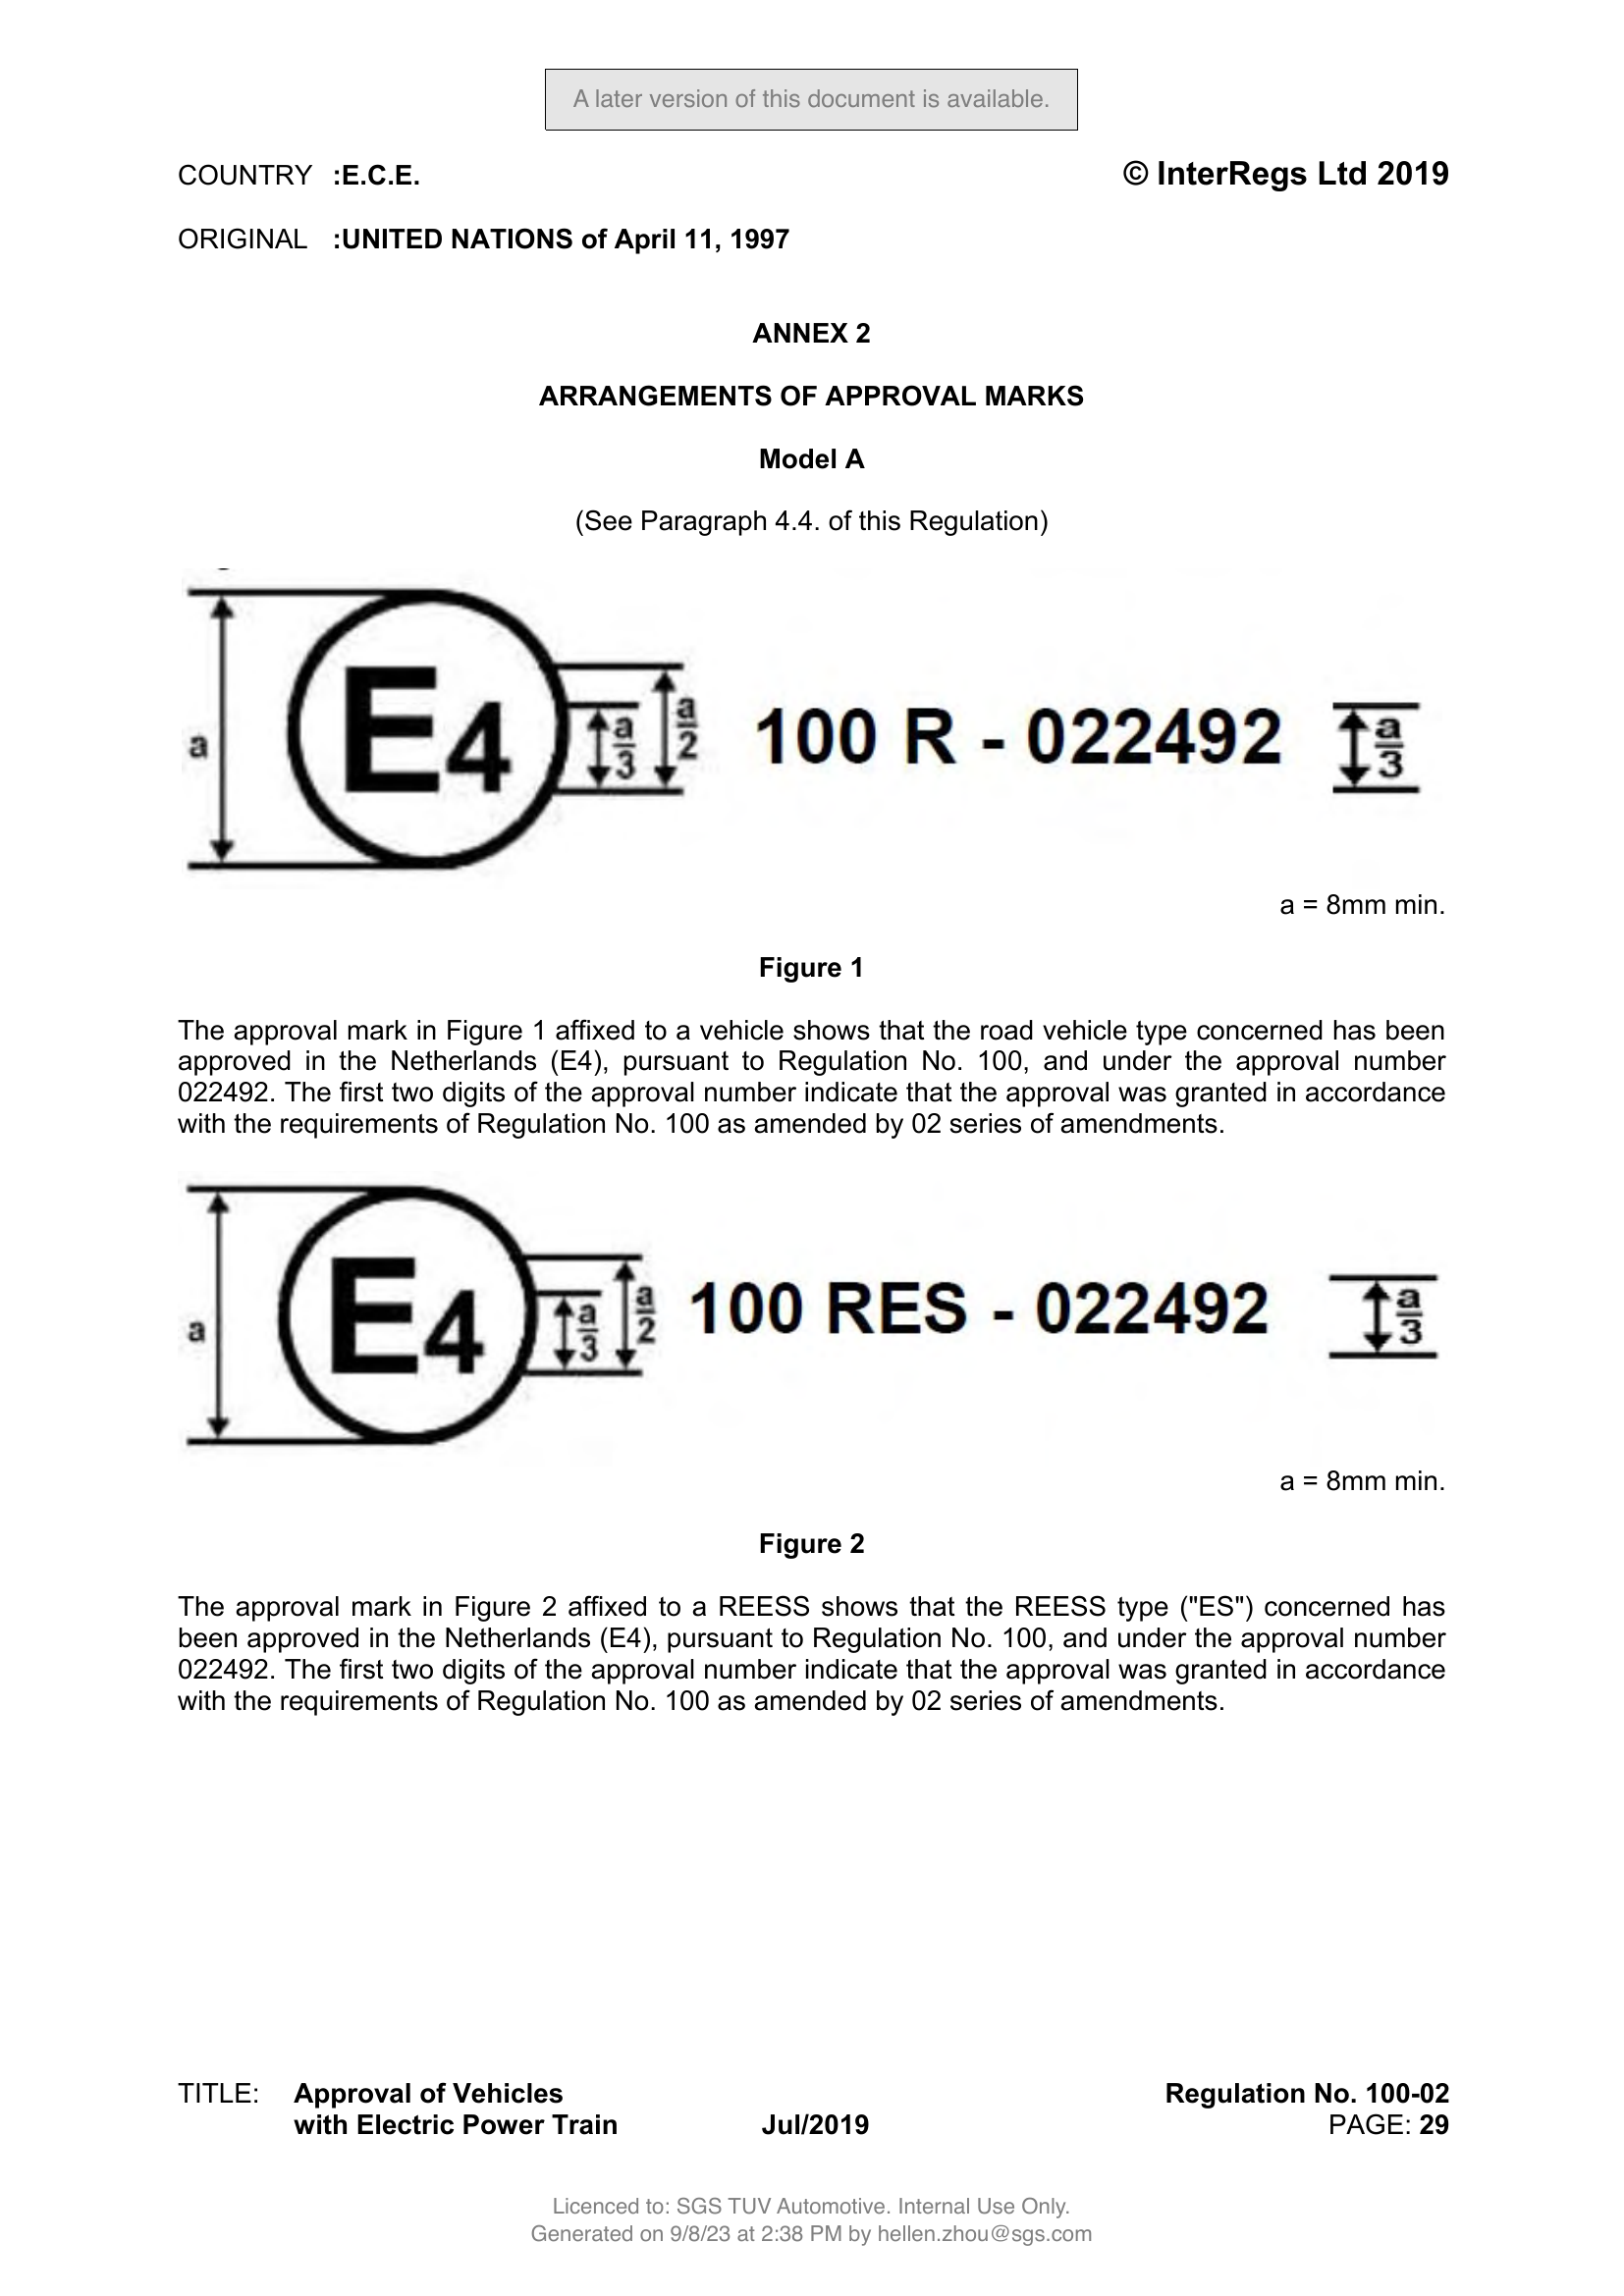 A later version of this document is available.
COUNTRY :E.C.E. © InterRegs Ltd 2019
ORIGINAL :UNITED NATIONS of April 11, 1997
ANNEX 2
ARRANGEMENTS OF APPROVAL MARKS
Model A
(See Paragraph 4.4. of this Regulation)
a E4 a/3 a/2 100 R - 022492 a/3
a = 8mm min.
Figure 1
The approval mark in Figure 1 affixed to a vehicle shows that the road vehicle type concerned has been
approved in the Netherlands (E4), pursuant to Regulation No. 100, and under the approval number
022492. The first two digits of the approval number indicate that the approval was granted in accordance
with the requirements of Regulation No. 100 as amended by 02 series of amendments.
a E4 a/3 a/2 100 RES - 022492 a/3
a = 8mm min.
Figure 2
The approval mark in Figure 2 affixed to a REESS shows that the REESS type ("ES") concerned has
been approved in the Netherlands (E4), pursuant to Regulation No. 100, and under the approval number
022492. The first two digits of the approval number indicate that the approval was granted in accordance
with the requirements of Regulation No. 100 as amended by 02 series of amendments.
TITLE: Approval of Vehicles Regulation No. 100-02
with Electric Power Train Jul/2019 PAGE: 29
Licenced to: SGS TUV Automotive. Internal Use Only.
Generated on 9/8/23 at 2:38 PM by hellen.zhou@sgs.com